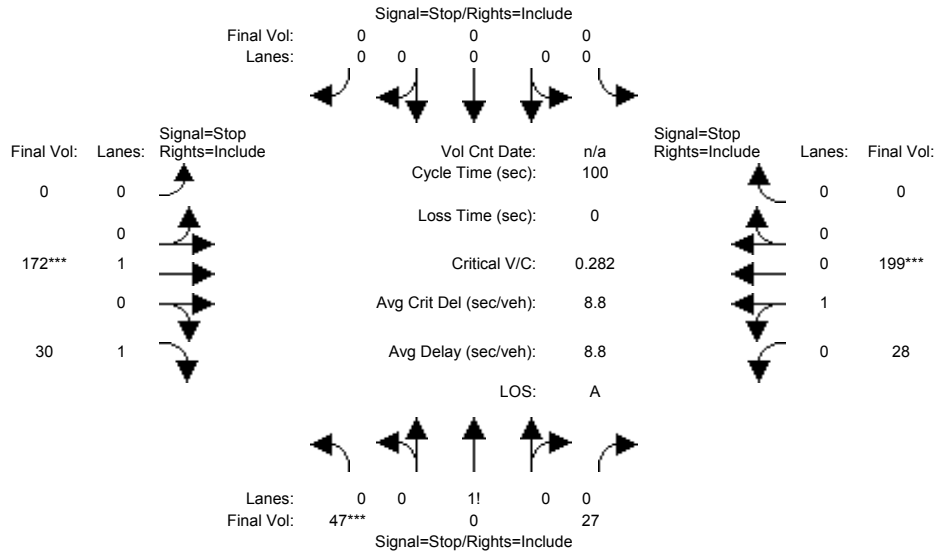 Signal=Stop/Rights=Include
Final Vol: 0 0 0
Lanes: 0 0 0 0 0
Signal=Stop
Final Vol: Lanes: Rights=Include
Vol Cnt Date: n/a
Signal=Stop
Rights=Include Lanes: Final Vol:
Cycle Time (sec): 100
0 0
0 0
Loss Time (sec): 0
0
0
172*** 1
Critical V/C: 0.282
0 199***
0
Avg Crit Del (sec/veh): 8.8
1
30 1
Avg Delay (sec/veh): 8.8
0 28
LOS: A
Lanes: 0 0 1! 0 0
Final Vol: 47*** 0 27
Signal=Stop/Rights=Include